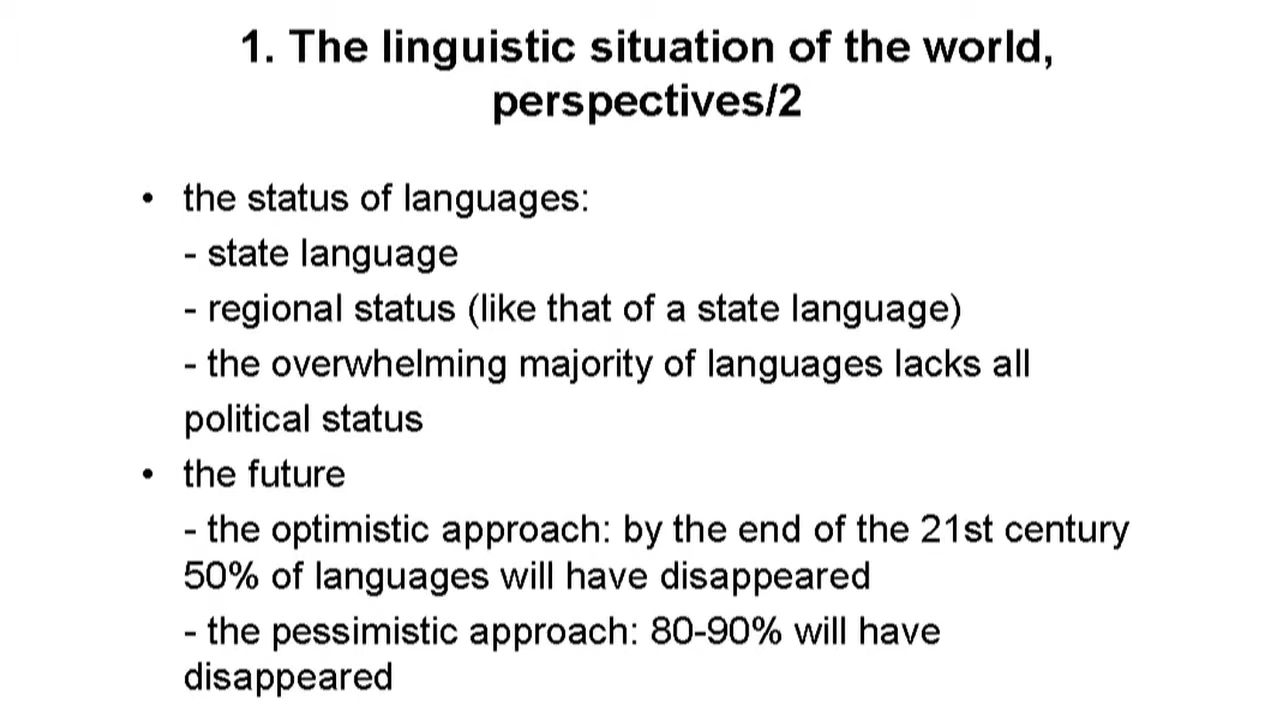 1. The linguistic situation of the world,
perspectives/2
• the status of languages:
- state language
- regional status (like that of a state language)
- the overwhelming majority of languages lacks all
political status
• the future
- the optimistic approach: by the end of the 21st century
50% of languages will have disappeared
- the pessimistic approach: 80-90% will have
disappeared